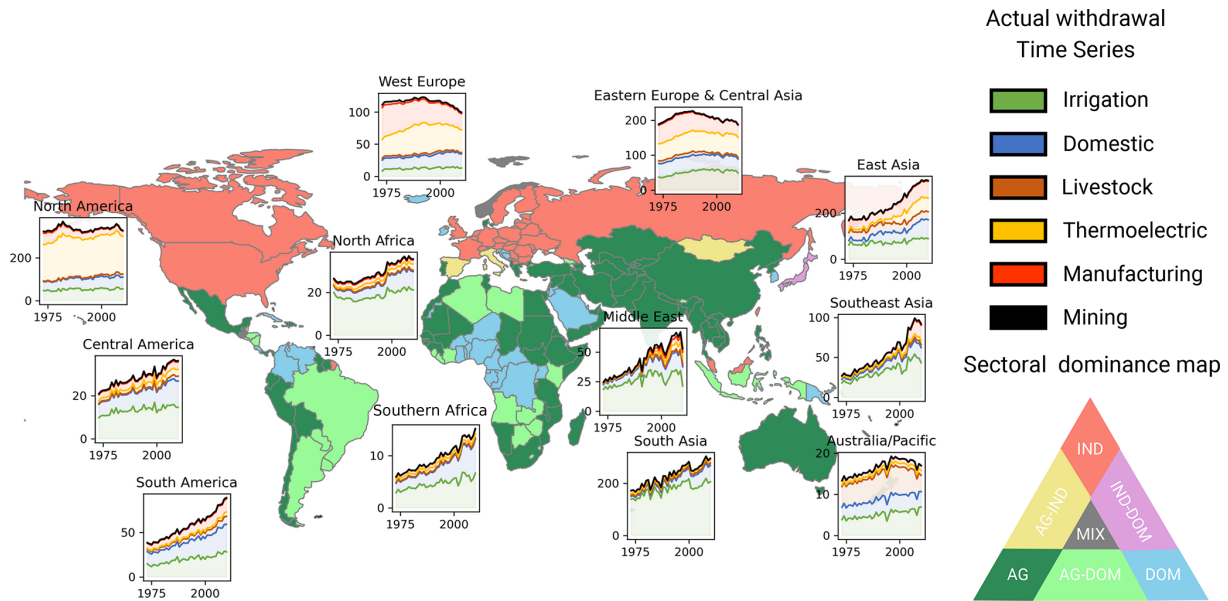 Actual withdrawal
Time Series
Irrigation
Domestic
Livestock
Thermoelectric
Manufacturing
Mining
Sectoral dominance map
IND
AG-IND
IND-DOM
MIX
AG
AG-DOM
DOM
West Europe
100
50
0
1975
2000
Eastern Europe & Central Asia
200
100
0
1975
2000
East Asia
200
0
1975
2000
North America
200
0
1975
2000
North Africa
20
0
1975
2000
Middle East
50
25
0
1975
2000
Southeast Asia
100
50
0
1975
2000
Central America
20
0
1975
2000
Southern Africa
10
0
1975
2000
South Asia
200
0
1975
2000
Australia/Pacific
20
10
0
1975
2000
South America
50
0
1975
2000